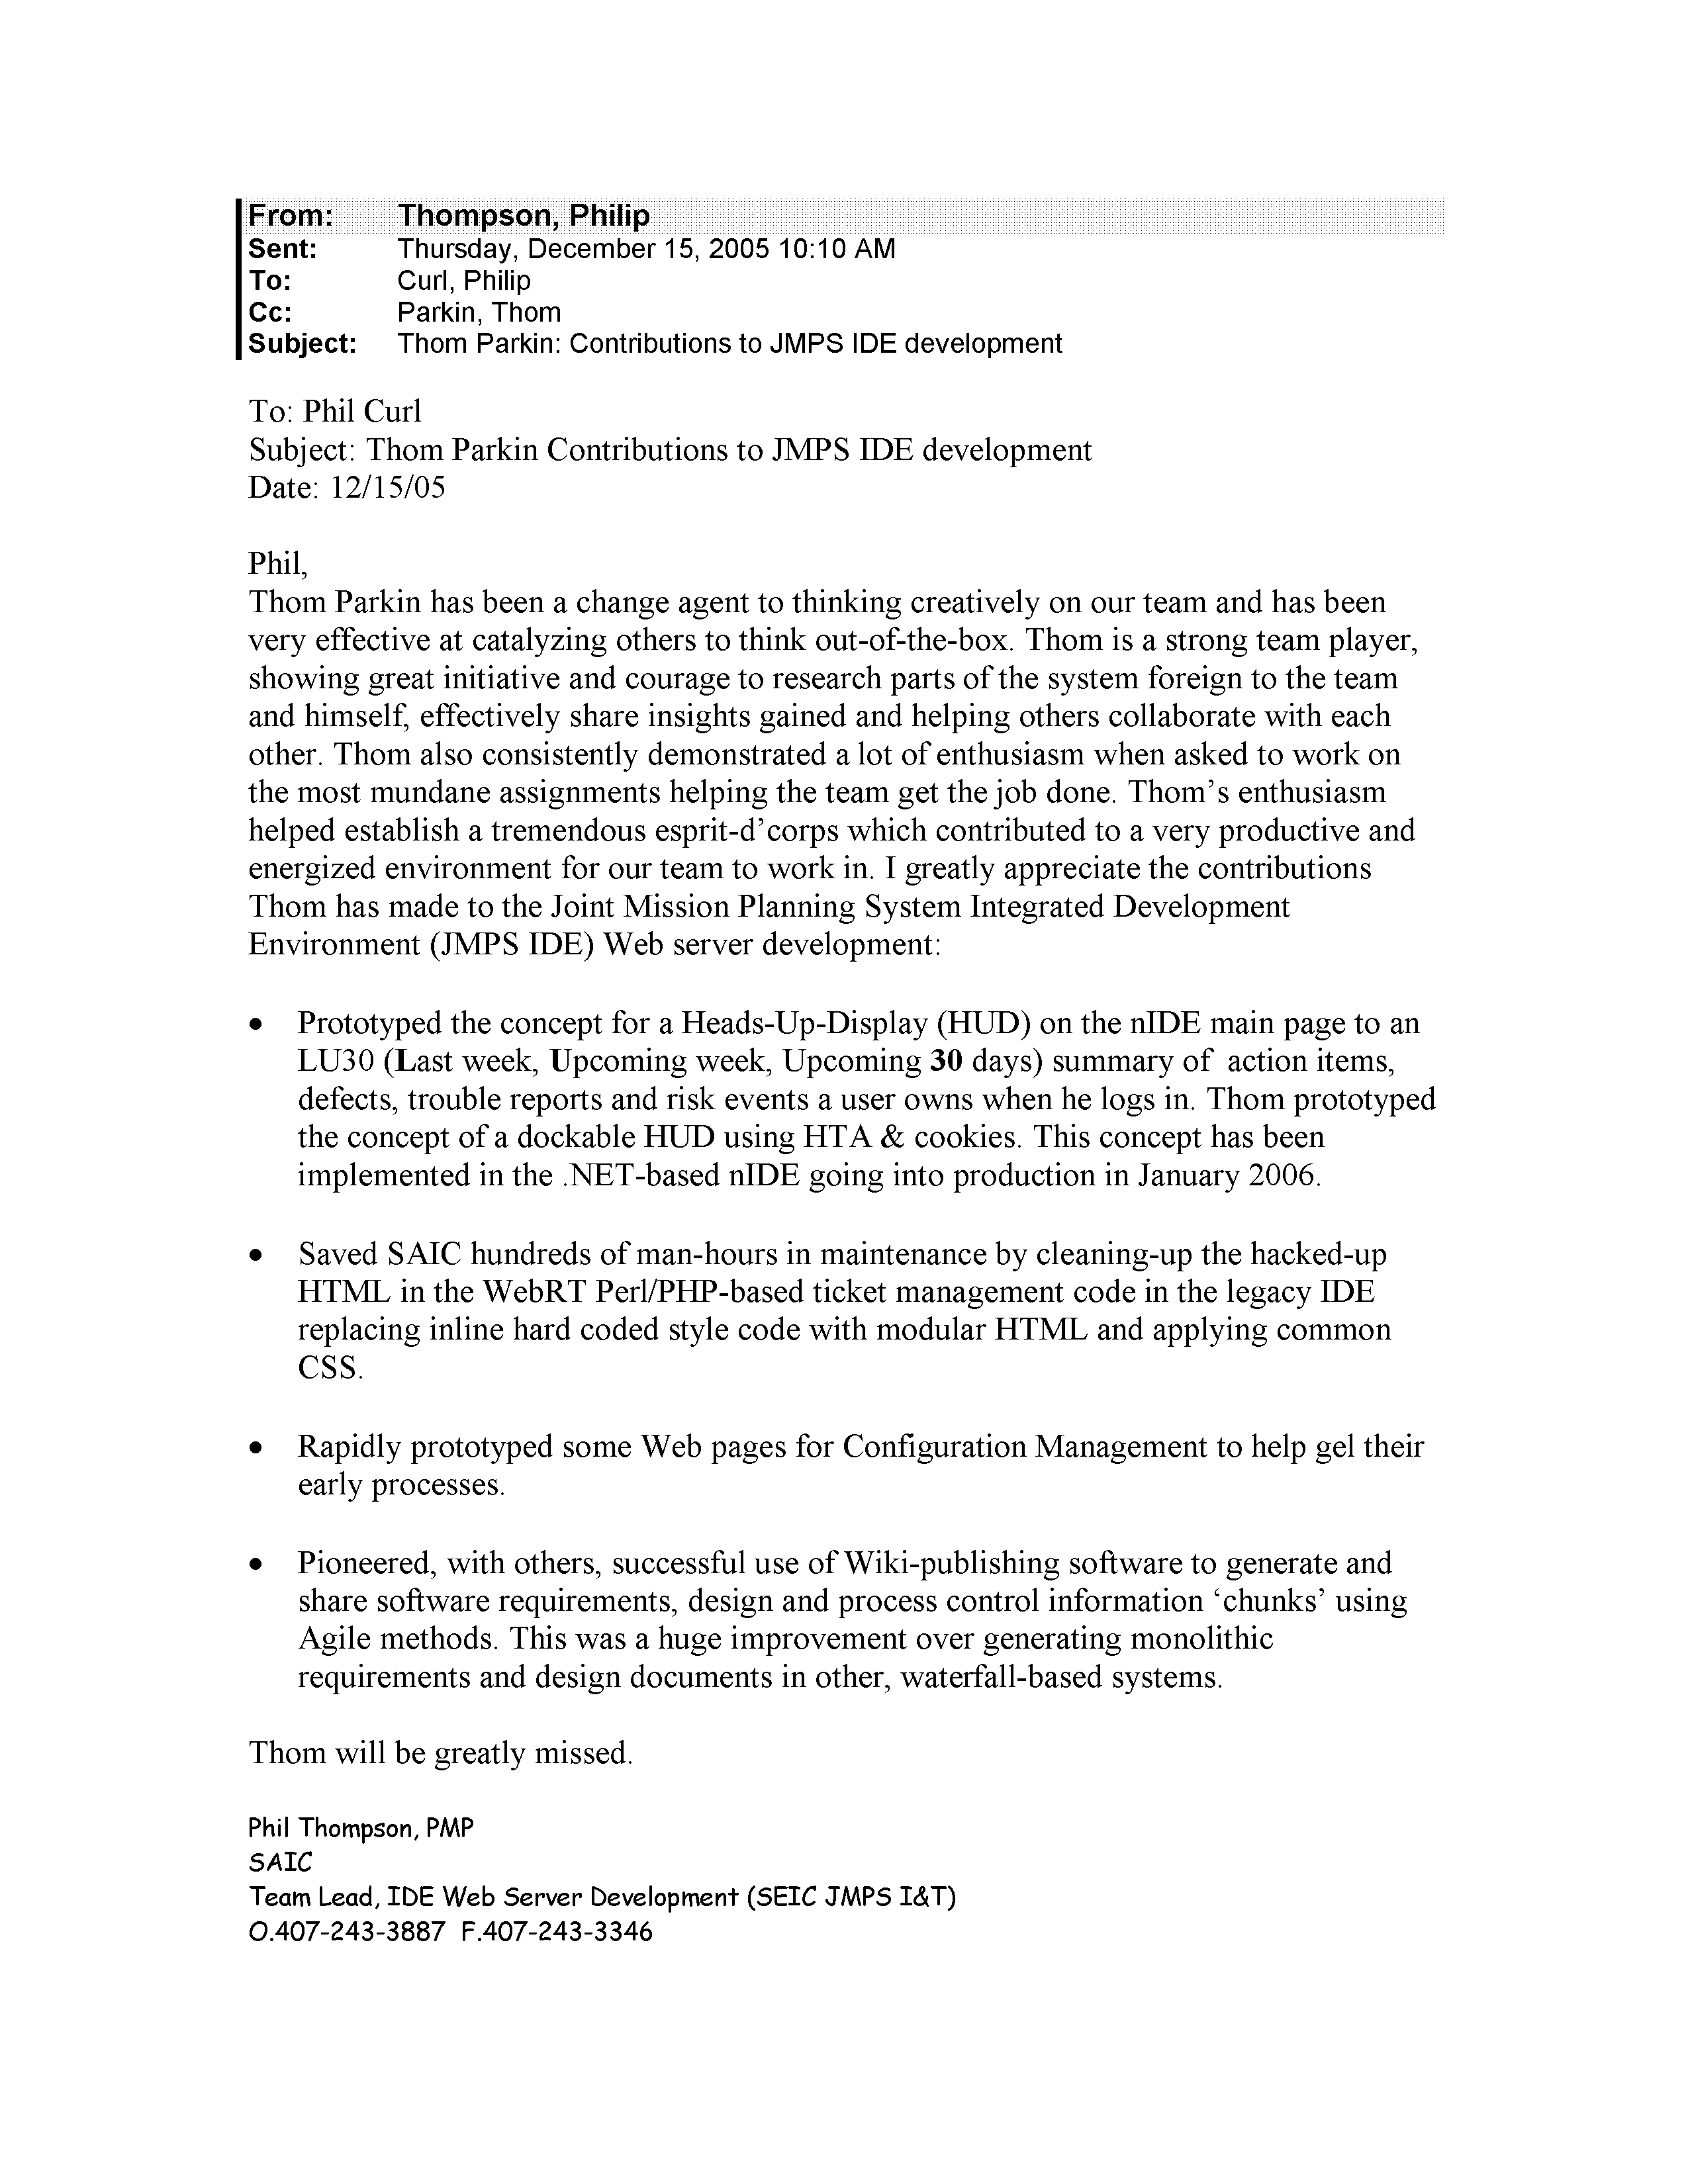 From: Thompson, Philip
Sent: Thursday, December 15, 2005 10:10 AM
To: Curl, Philip
Cc: Parkin, Thom
Subject: Thom Parkin: Contributions to JMPS IDE development
To: Phil Curl
Subject: Thom Parkin Contributions to JMPS IDE development
Date: 12/15/05
Phil,
Thom Parkin has been a change agent to thinking creatively on our team and has been
very effective at catalyzing others to think out-of-the-box. Thom is a strong team player,
showing great initiative and courage to research parts of the system foreign to the team
and himself, effectively share insights gained and helping others collaborate with each
other. Thom also consistently demonstrated a lot of enthusiasm when asked to work on
the most mundane assignments helping the team get the job done. Thom’s enthusiasm
helped establish a tremendous esprit-d’corps which contributed to a very productive and
energized environment for our team to work in. I greatly appreciate the contributions
Thom has made to the Joint Mission Planning System Integrated Development
Environment (JMPS IDE) Web server development:
• Prototyped the concept for a Heads-Up-Display (HUD) on the nIDE main page to an
LU30 (Last week, Upcoming week, Upcoming 30 days) summary of action items,
defects, trouble reports and risk events a user owns when he logs in. Thom prototyped
the concept of a dockable HUD using HTA & cookies. This concept has been
implemented in the .NET-based nIDE going into production in January 2006.
• Saved SAIC hundreds of man-hours in maintenance by cleaning-up the hacked-up
HTML in the WebRT Perl/PHP-based ticket management code in the legacy IDE
replacing inline hard coded style code with modular HTML and applying common
CSS.
• Rapidly prototyped some Web pages for Configuration Management to help gel their
early processes.
• Pioneered, with others, successful use of Wiki-publishing software to generate and
share software requirements, design and process control information ‘chunks’ using
Agile methods. This was a huge improvement over generating monolithic
requirements and design documents in other, waterfall-based systems.
Thom will be greatly missed.
Phil Thompson, PMP
SAIC
Team Lead, IDE Web Server Development (SEIC JMPS I&T)
O.407-243-3887 F.407-243-3346